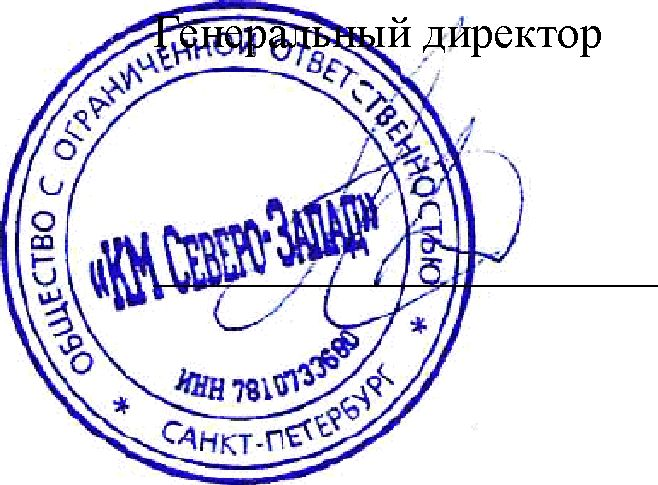 Генеральный директор
ОБЩЕСТВО С ОГРАНИЧЕННОЙ ОТВЕТСТВЕННОСТЬЮ
«КМ СЕВЕРО-ЗАПАД»
ИНН 7810733680
* САНКТ-ПЕТЕРБУРГ *